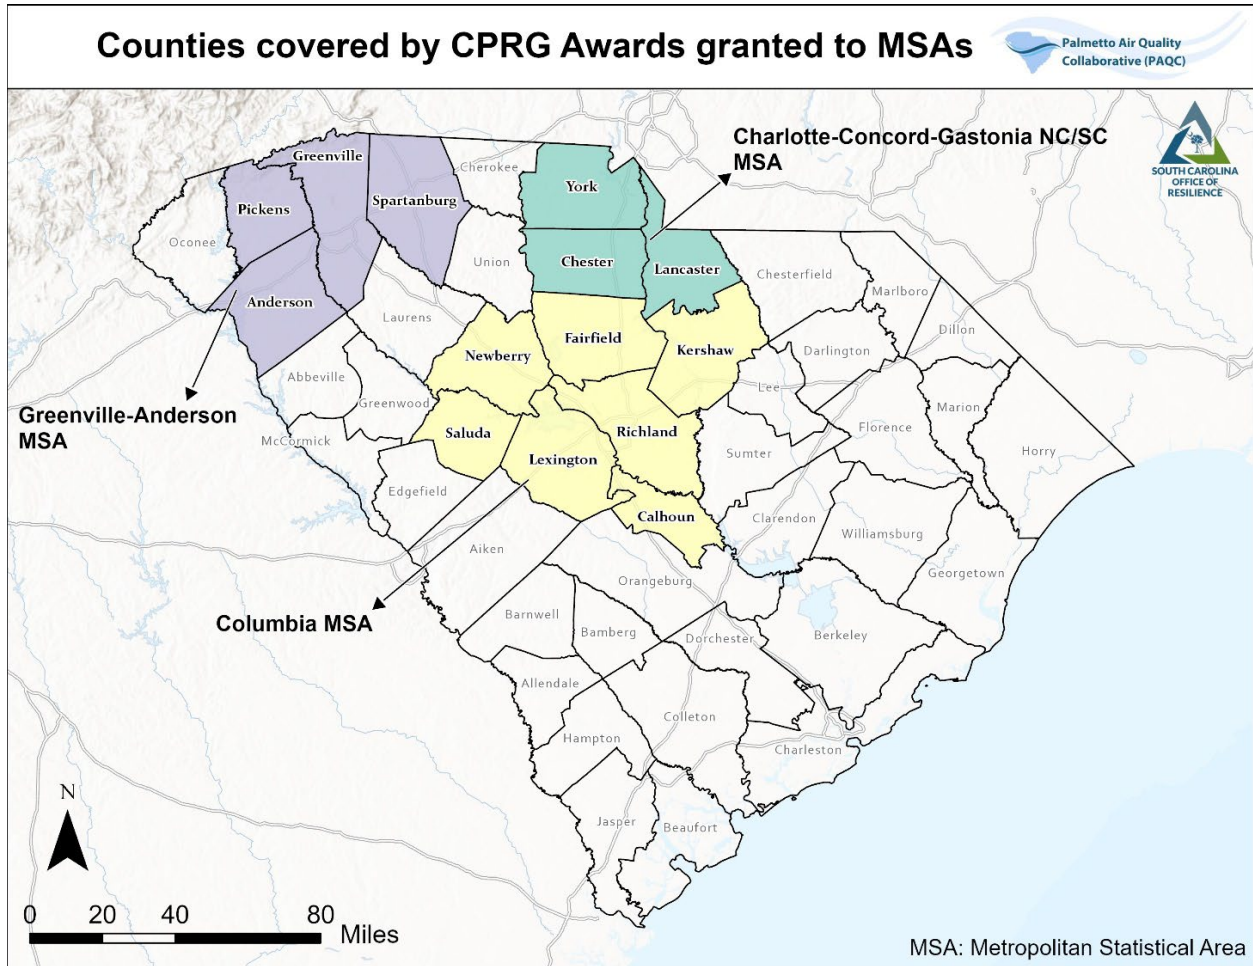 Counties covered by CPRG Awards granted to MSAs
Palmetto Air Quality
Collaborative (PAQC)
Charlotte-Concord-Gastonia NC/SC
MSA
SOUTH CAROLINA
OFFICE OF
RESILIENCE
Greenville
Cherokee
York
Pickens
Spartanburg
Oconee
Union
Chester
Lancaster
Chesterfield
Marlboro
Anderson
Laurens
Dillon
Newberry
Fairfield
Kershaw
Darlington
Abbeville
Lee
Greenwood
Marion
Greenville-Anderson
MSA
McCormick
Saluda
Richland
Florence
Lexington
Sumter
Horry
Edgefield
Calhoun
Clarendon
Williamsburg
Aiken
Georgetown
Orangeburg
Columbia MSA
Barnwell
Bamberg
Dorchester
Berkeley
Allendale
Colleton
Hampton
Charleston
Jasper
Beaufort
N
0 20 40 80
Miles
MSA: Metropolitan Statistical Area